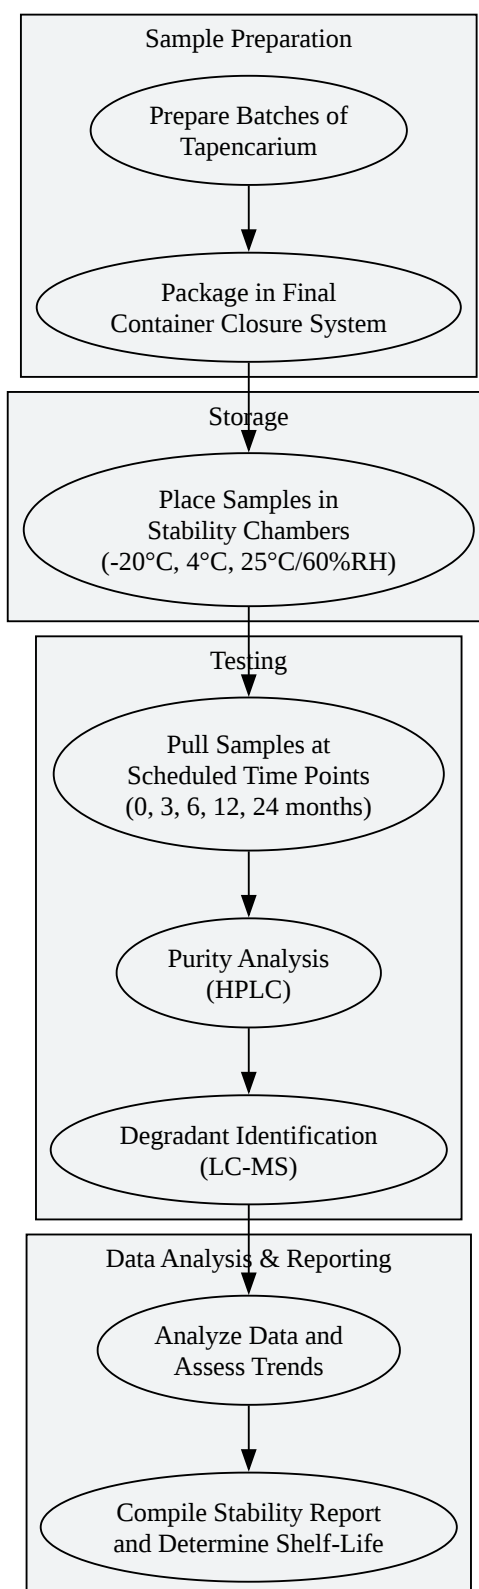 Sample Preparation
Prepare Batches of
Tapencarium
Package in Final
Container Closure System
Storage
Place Samples in
Stability Chambers
(-20°C, 4°C, 25°C/60%RH)
Testing
Pull Samples at
Scheduled Time Points
(0, 3, 6, 12, 24 months)
Purity Analysis
(HPLC)
Degradant Identification
(LC-MS)
Data Analysis & Reporting
Analyze Data and
Assess Trends
Compile Stability Report
and Determine Shelf-Life